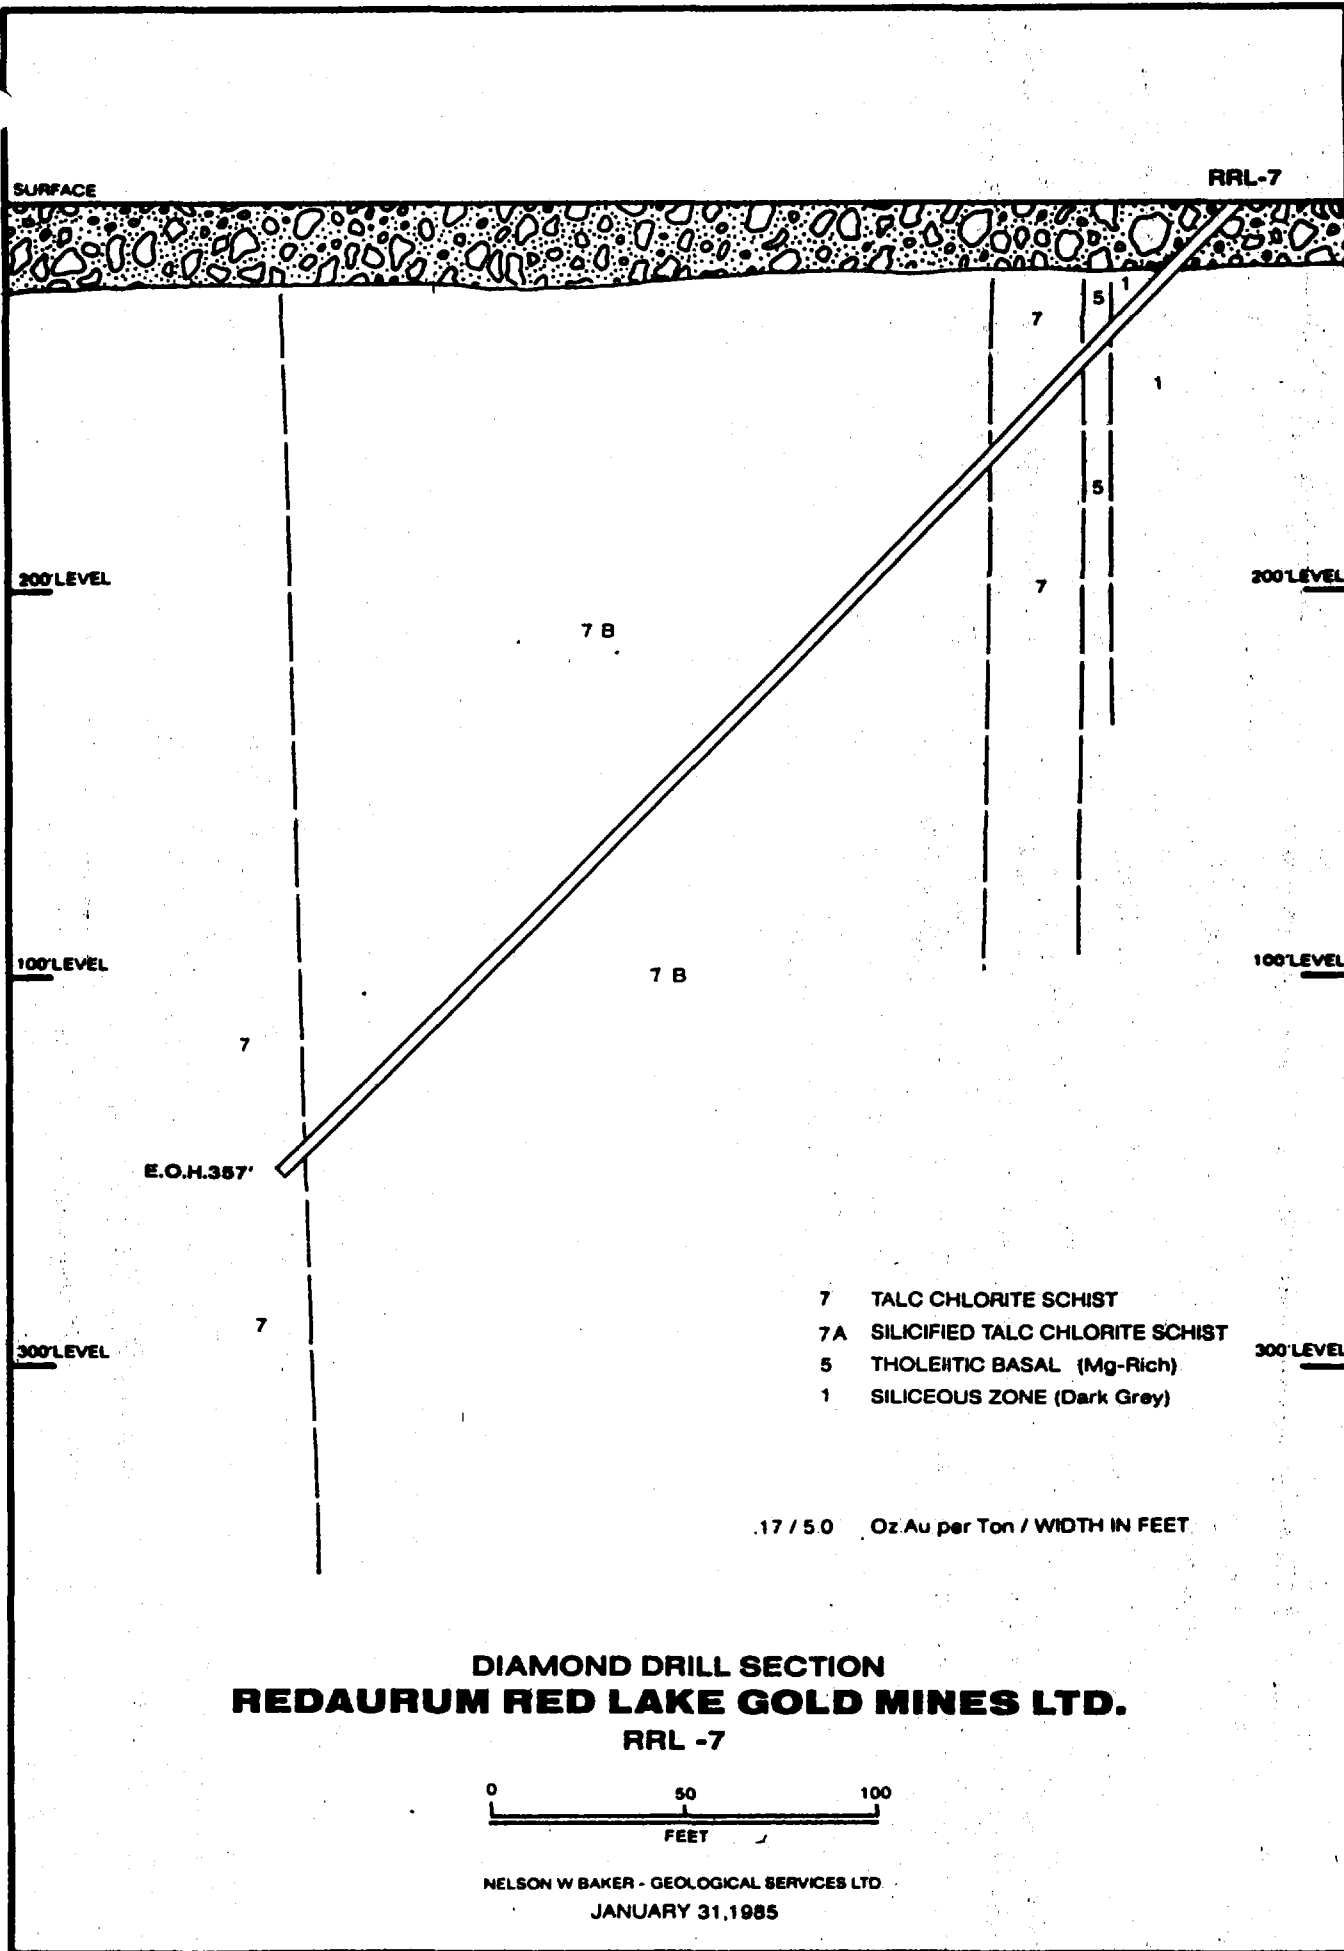 RRL-7
SURFACE
1
5
7
1
5
200'LEVEL
200'LEVEL
7
7 B
100'LEVEL
100'LEVEL
7 B
7
E.O.H.357'
7
300'LEVEL
300'LEVEL
7 TALC CHLORITE SCHIST
7A SILICIFIED TALC CHLORITE SCHIST
5 THOLEIITIC BASAL (Mg-Rich)
1 SILICEOUS ZONE (Dark Grey)
.17 / 5.0 Oz.Au per Ton / WIDTH IN FEET
DIAMOND DRILL SECTION
REDAURUM RED LAKE GOLD MINES LTD.
RRL -7
0 50 100
FEET
NELSON W BAKER - GEOLOGICAL SERVICES LTD
JANUARY 31,1985